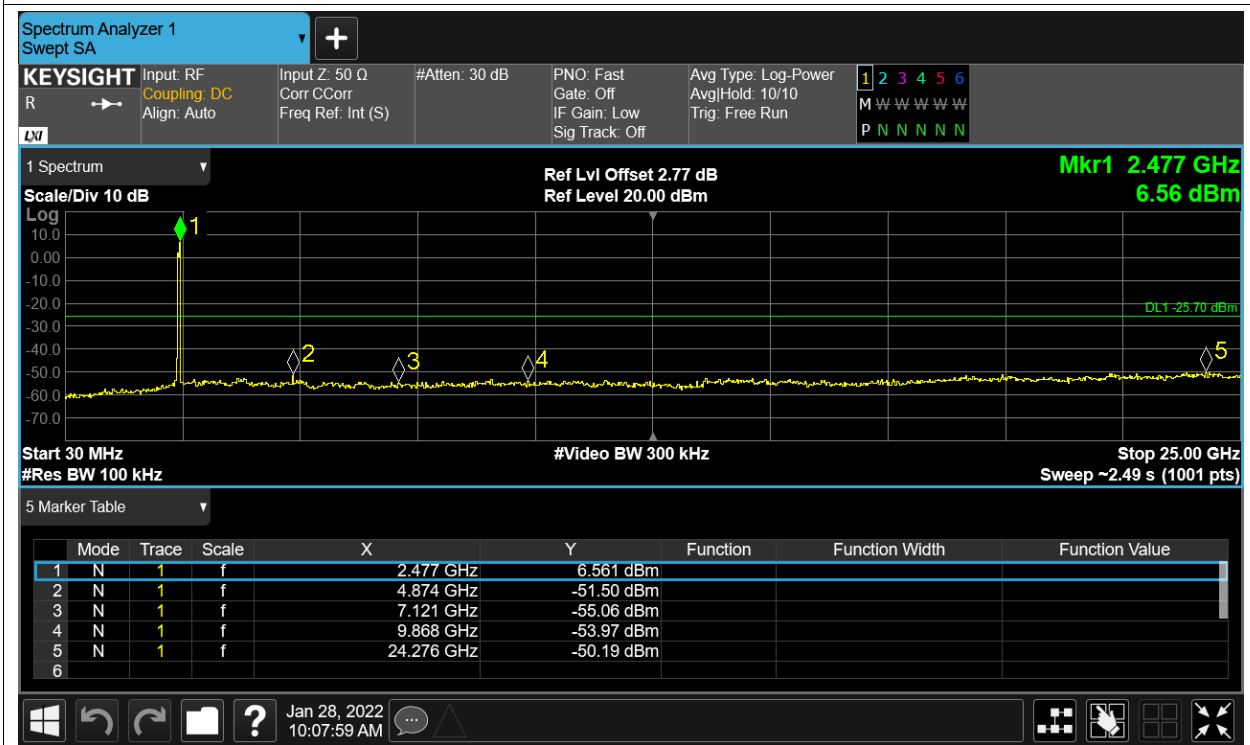 Spectrum Analyzer 1
Swept SA
+
KEYSIGHT
R
LXI
Input: RF
Coupling: DC
Align: Auto
Input Z: 50 Ω
Corr CCorr
Freq Ref: Int (S)
#Atten: 30 dB
PNO: Fast
Gate: Off
IF Gain: Low
Sig Track: Off
Avg Type: Log-Power
Avg|Hold: 10/10
Trig: Free Run
1 2 3 4 5 6
M W W W W W
P N N N N N
1 Spectrum
Scale/Div 10 dB
Ref Lvl Offset 2.77 dB
Ref Level 20.00 dBm
Mkr1 2.477 GHz
6.56 dBm
Log
10.0
0.00
-10.0
-20.0
-30.0
-40.0
-50.0
-60.0
-70.0
1
2
3
4
5
DL1 -25.70 dBm
Start 30 MHz
#Video BW 300 kHz
Stop 25.00 GHz
#Res BW 100 kHz
Sweep ~2.49 s (1001 pts)
5 Marker Table
Mode Trace Scale X Y Function Function Width Function Value
1 N 1 f 2.477 GHz 6.561 dBm
2 N 1 f 4.874 GHz -51.50 dBm
3 N 1 f 7.121 GHz -55.06 dBm
4 N 1 f 9.868 GHz -53.97 dBm
5 N 1 f 24.276 GHz -50.19 dBm
6
?
Jan 28, 2022
10:07:59 AM